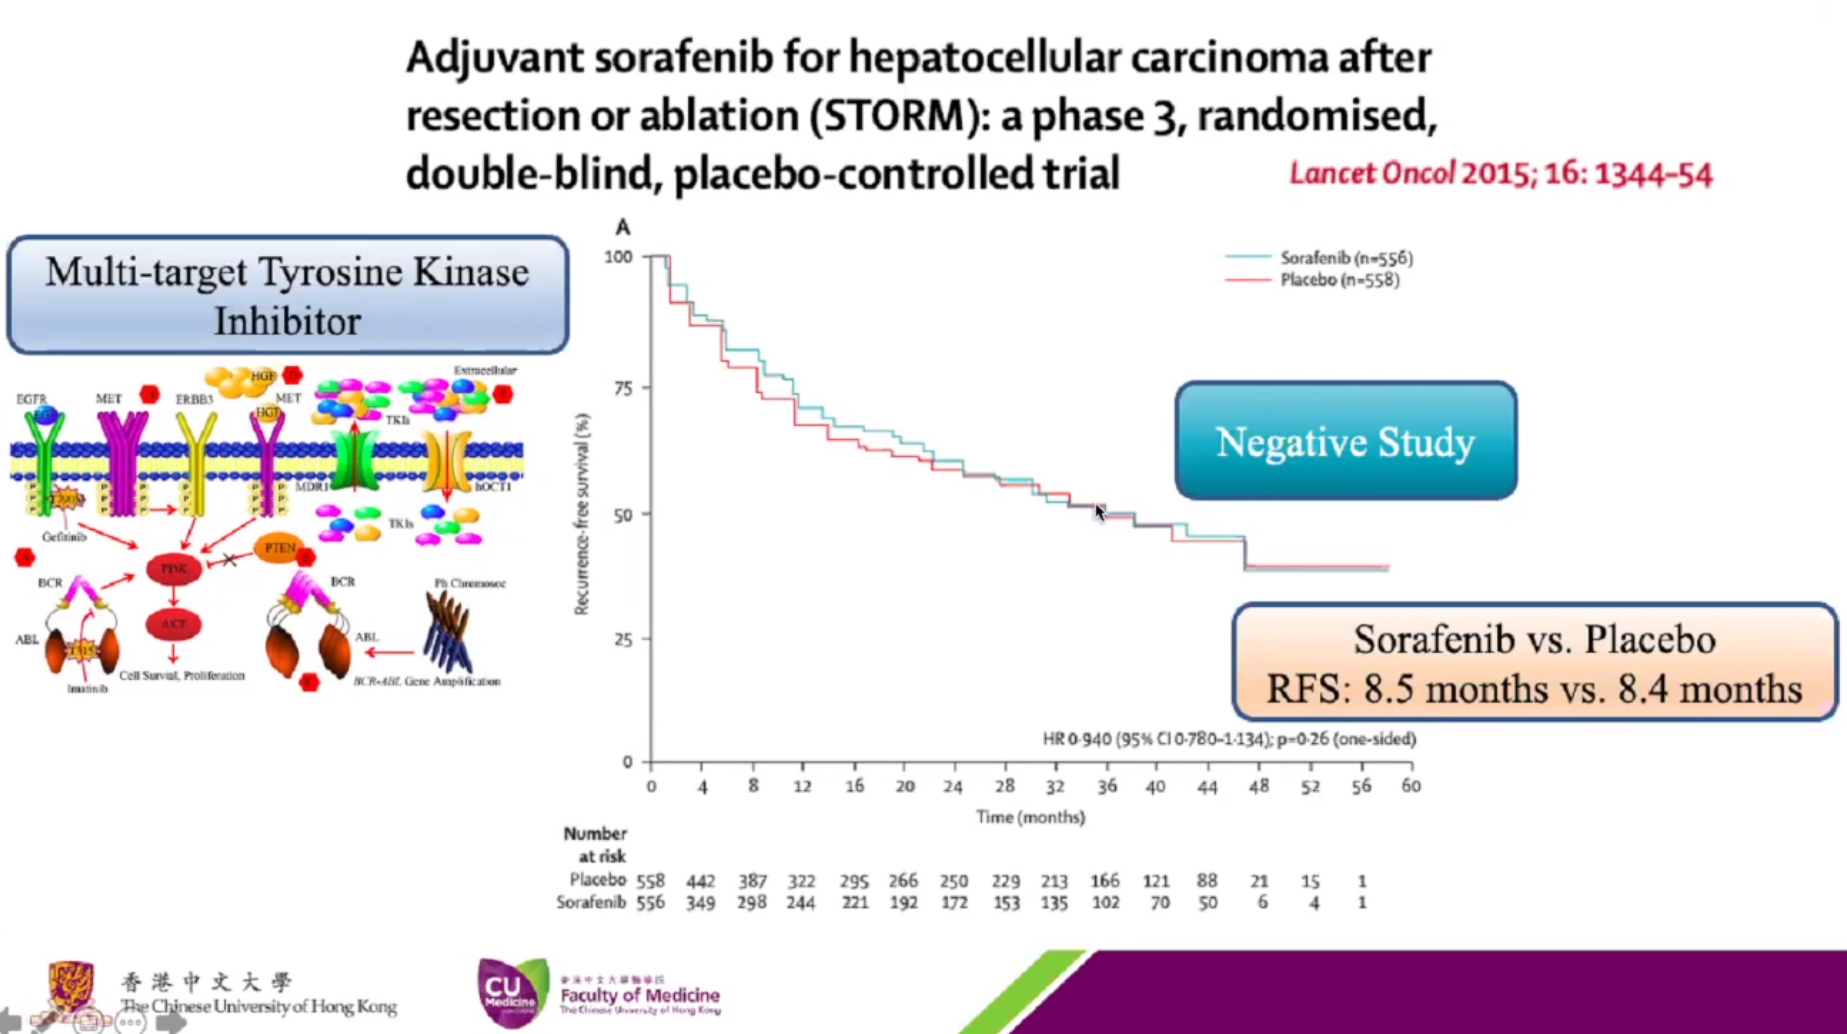 Adjuvant sorafenib for hepatocellular carcinoma after
resection or ablation (STORM): a phase 3, randomised,
double-blind, placebo-controlled trial
Lancet Oncol 2015; 16: 1344–54
Multi-target Tyrosine Kinase
Inhibitor
EGFR
MET
ERBB3
HGF
MET
HGF
Extracellular
TKIs
MDR1
hOCT1
TKIs
Gefitinib
PTEN
BCR
BCR
Ph Chromosoc
AKT
ABL
ABL
Cell Survial, Proliferation
Imatinib
BCR-ABL Gene Amplification
A
Sorafenib (n=556)
Placebo (n=558)
Recurrence-free survival (%)
100
75
50
25
0
Negative Study
Sorafenib vs. Placebo
RFS: 8.5 months vs. 8.4 months
HR 0·940 (95% CI 0·780–1·134); p=0·26 (one-sided)
0 4 8 12 16 20 24 28 32 36 40 44 48 52 56 60
Time (months)
Number
at risk
Placebo 558 442 387 322 295 266 250 229 213 166 121 88 21 15 1
Sorafenib 556 349 298 244 221 192 172 153 135 102 70 50 6 4 1
香港中文大學
The Chinese University of Hong Kong
CU
Medicine
香港中文大學醫學院
Faculty of Medicine
The Chinese University of Hong Kong